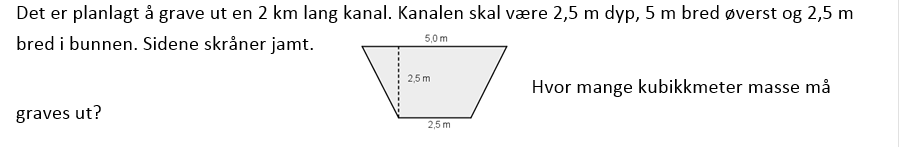 Det er planlagt å grave ut en 2 km lang kanal. Kanalen skal være 2,5 m dyp, 5 m bred øverst og 2,5 m
bred i bunnen. Sidene skråner jamt.
5,0 m
2,5 m
Hvor mange kubikkmeter masse må
graves ut?
2,5 m